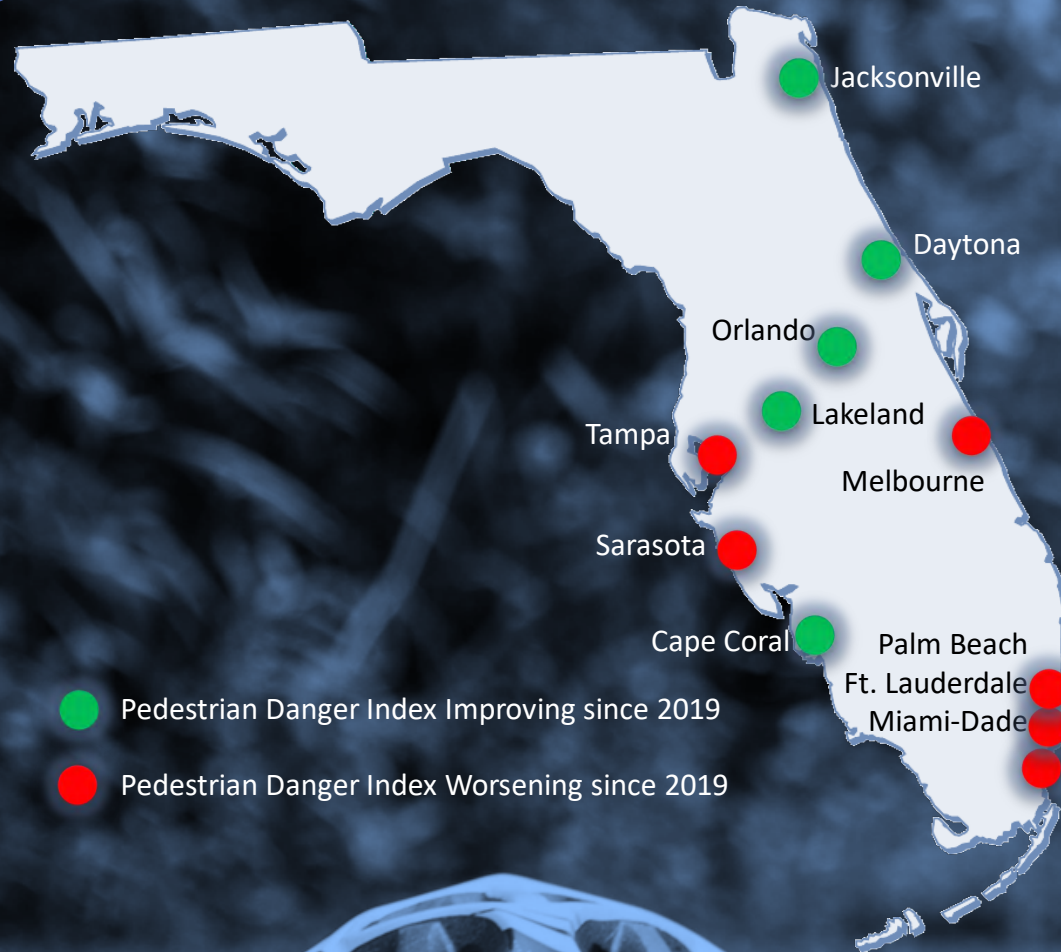 Jacksonville
Daytona
Orlando
Lakeland
Tampa
Melbourne
Sarasota
Cape Coral
Palm Beach
Ft. Lauderdale
Miami-Dade
Pedestrian Danger Index Improving since 2019
Pedestrian Danger Index Worsening since 2019